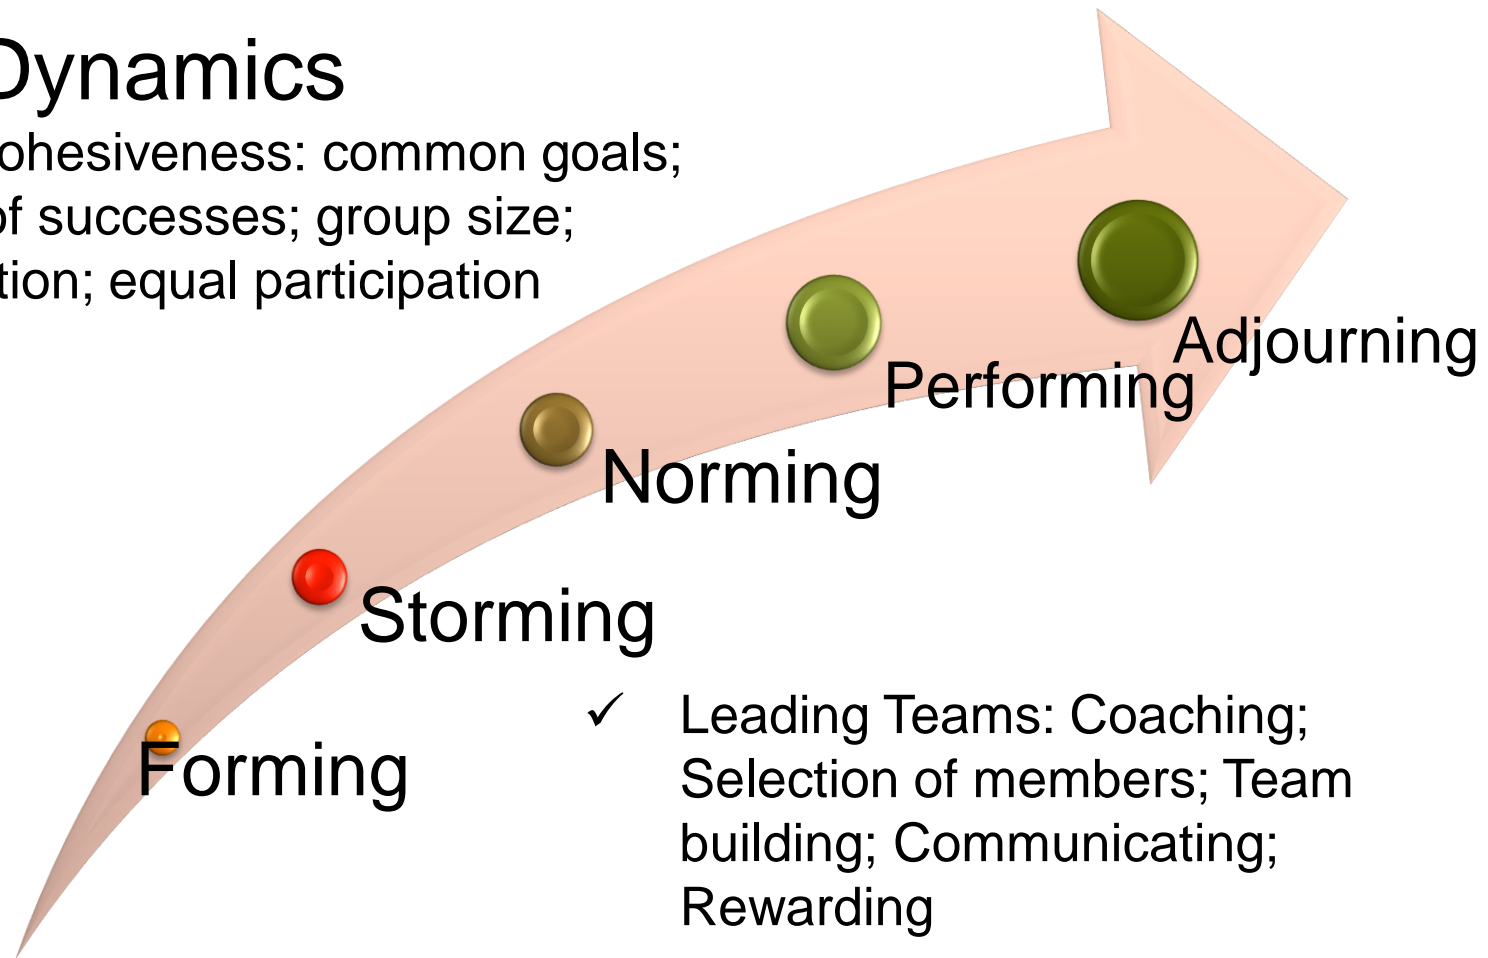 Dynamics
ohesiveness: common goals;
of successes; group size;
tion; equal participation
Adjourning
Performing
Norming
Storming
Forming
✓ Leading Teams: Coaching;
Selection of members; Team
building; Communicating;
Rewarding